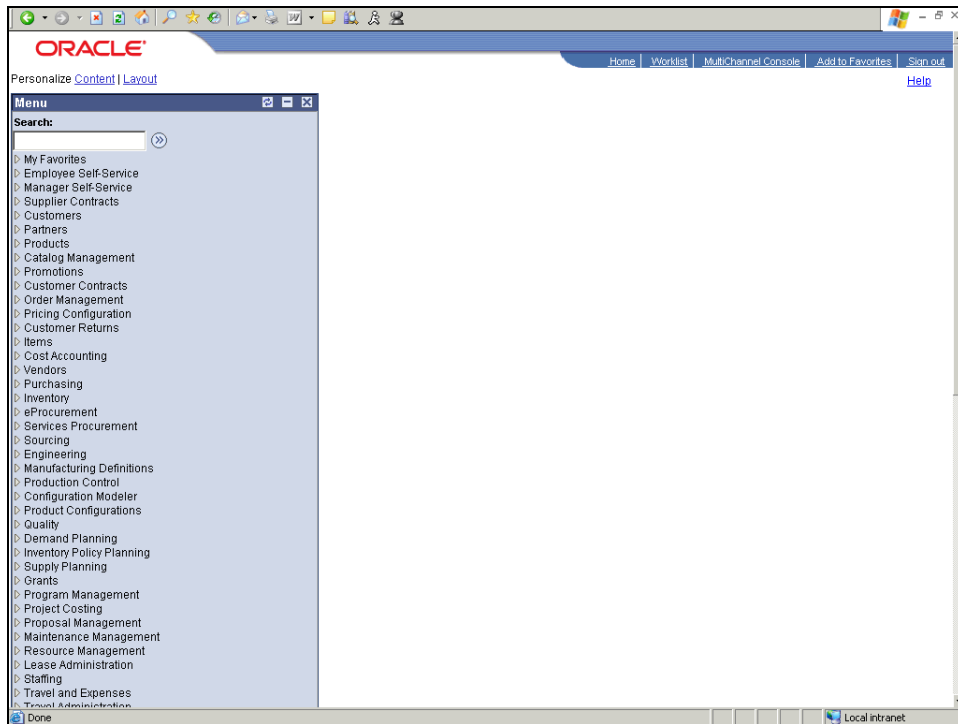 ORACLE
Home | Worklist | MultiChannel Console | Add to Favorites | Sign out
Personalize Content | Layout
Help
Menu
Search:
My Favorites
Employee Self-Service
Manager Self-Service
Supplier Contracts
Customers
Partners
Products
Catalog Management
Promotions
Customer Contracts
Order Management
Pricing Configuration
Customer Returns
Items
Cost Accounting
Vendors
Purchasing
Inventory
eProcurement
Services Procurement
Sourcing
Engineering
Manufacturing Definitions
Production Control
Configuration Modeler
Product Configurations
Quality
Demand Planning
Inventory Policy Planning
Supply Planning
Grants
Program Management
Project Costing
Proposal Management
Maintenance Management
Resource Management
Lease Administration
Staffing
Travel and Expenses
Travel Administration
Done
Local intranet